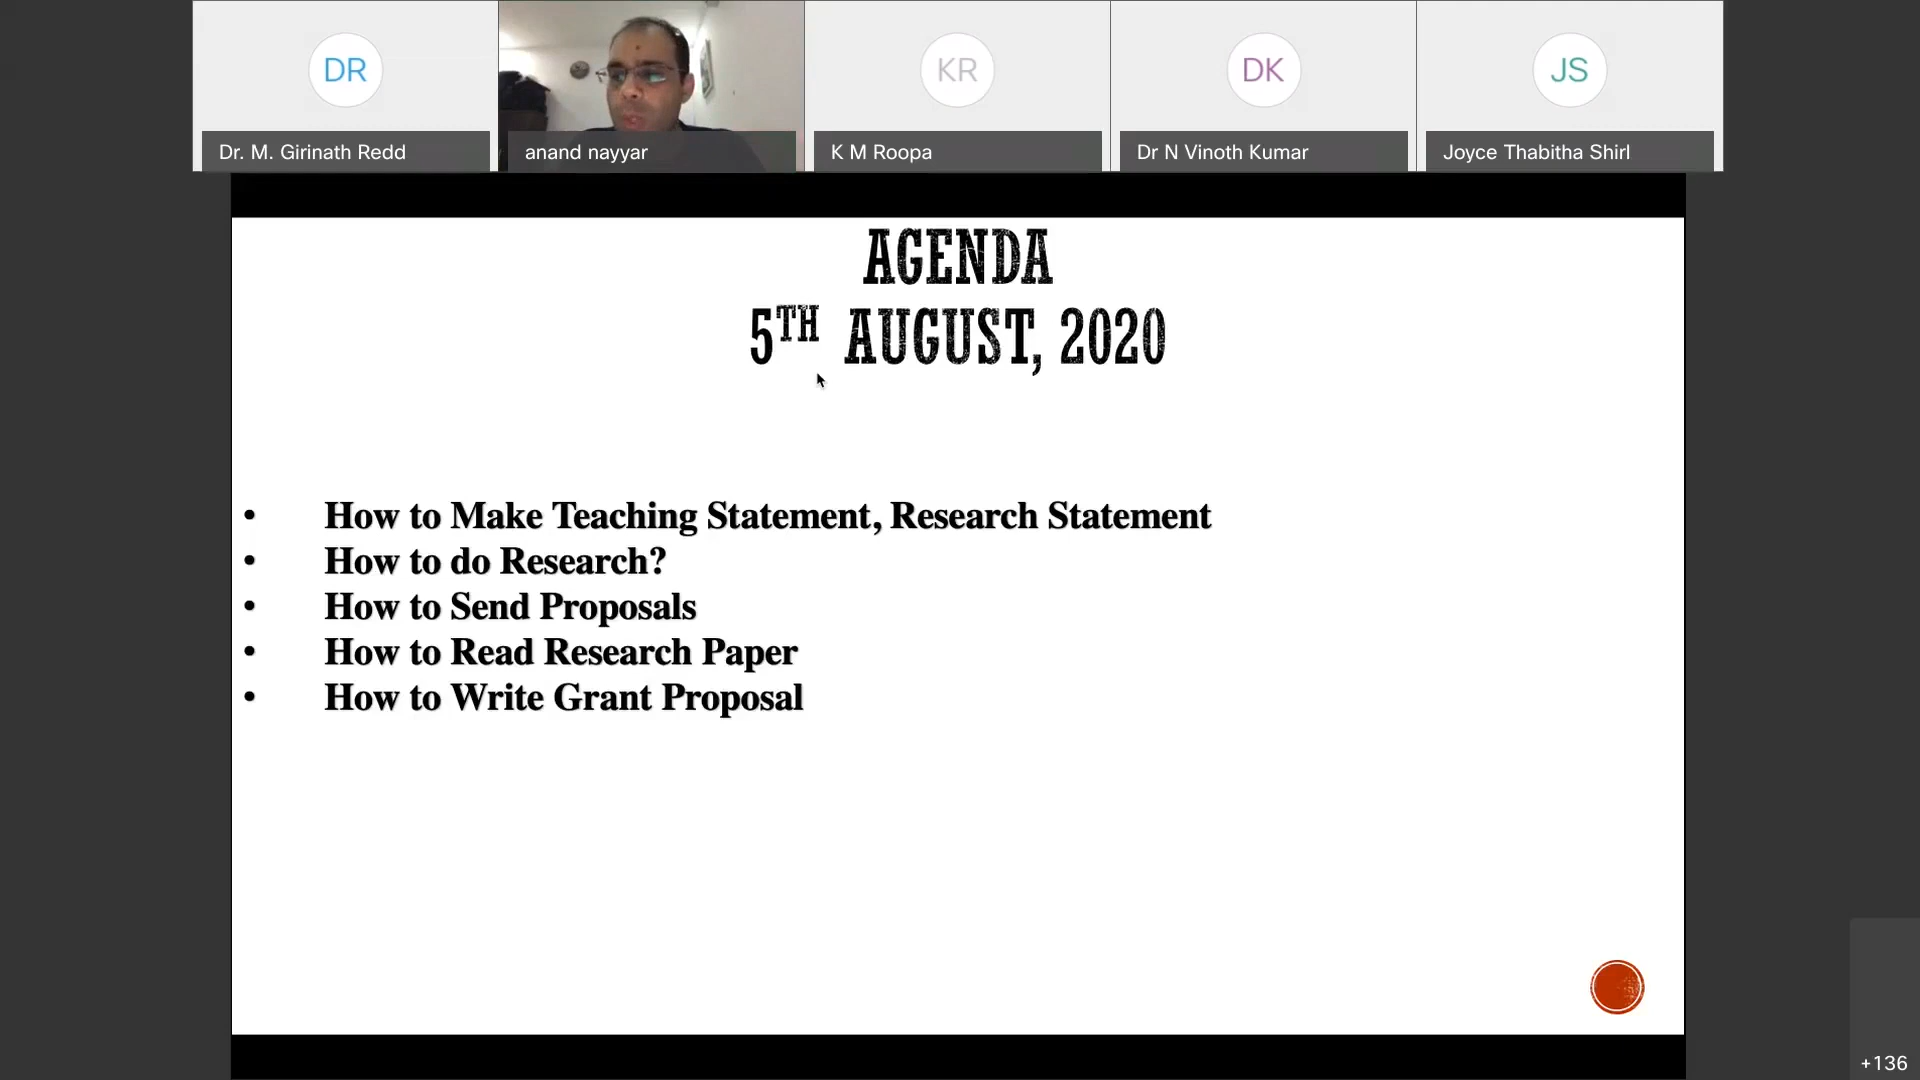 DR
KR
DK
JS
Dr. M. Girinath Redd
anand nayyar
K M Roopa
Dr N Vinoth Kumar
Joyce Thabitha Shirl
AGENDA
5TH AUGUST, 2020
• How to Make Teaching Statement, Research Statement
• How to do Research?
• How to Send Proposals
• How to Read Research Paper
• How to Write Grant Proposal
+136